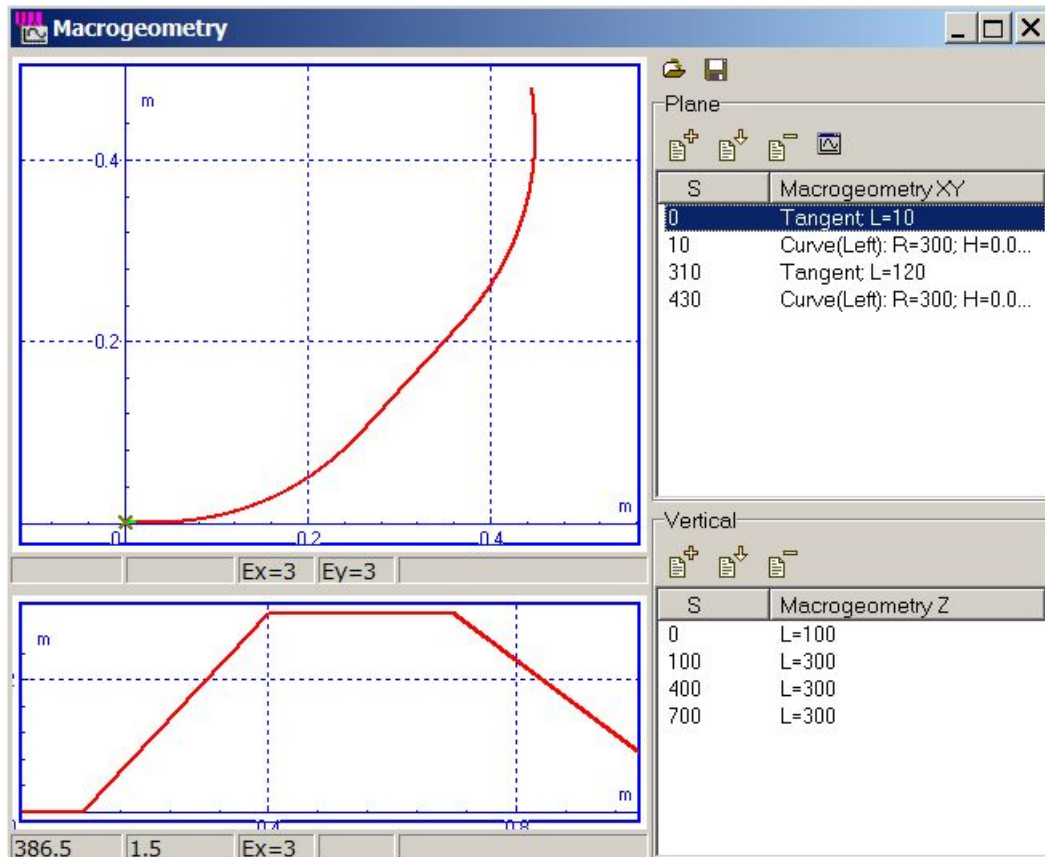 Macrogeometry
m
0.4
0.2
m
0
0.2
0.4
Ex=3 Ey=3
m
m
0.4
0.8
386.5 1.5 Ex=3
Plane
S Macrogeometry XY
0 Tangent; L=10
10 Curve(Left): R=300; H=0.0...
310 Tangent; L=120
430 Curve(Left): R=300; H=0.0...
Vertical
S Macrogeometry Z
0 L=100
100 L=300
400 L=300
700 L=300